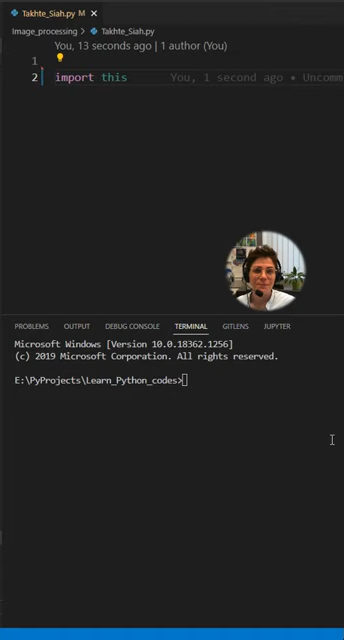 Takhte_Siah.py M
Image_processing > Takhte_Siah.py
You, 13 seconds ago | 1 author (You)
1
2 import this You, 1 second ago • Uncomm
PROBLEMS OUTPUT DEBUG CONSOLE TERMINAL GITLENS JUPYTER
Microsoft Windows [Version 10.0.18362.1256]
(c) 2019 Microsoft Corporation. All rights reserved.
E:\PyProjects\Learn_Python_codes>